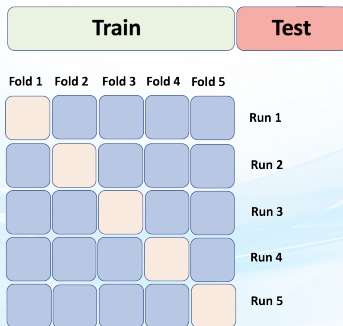 Train Test
Fold 1 Fold 2 Fold 3 Fold 4 Fold 5
Run 1
Run 2
Run 3
Run 4
Run 5